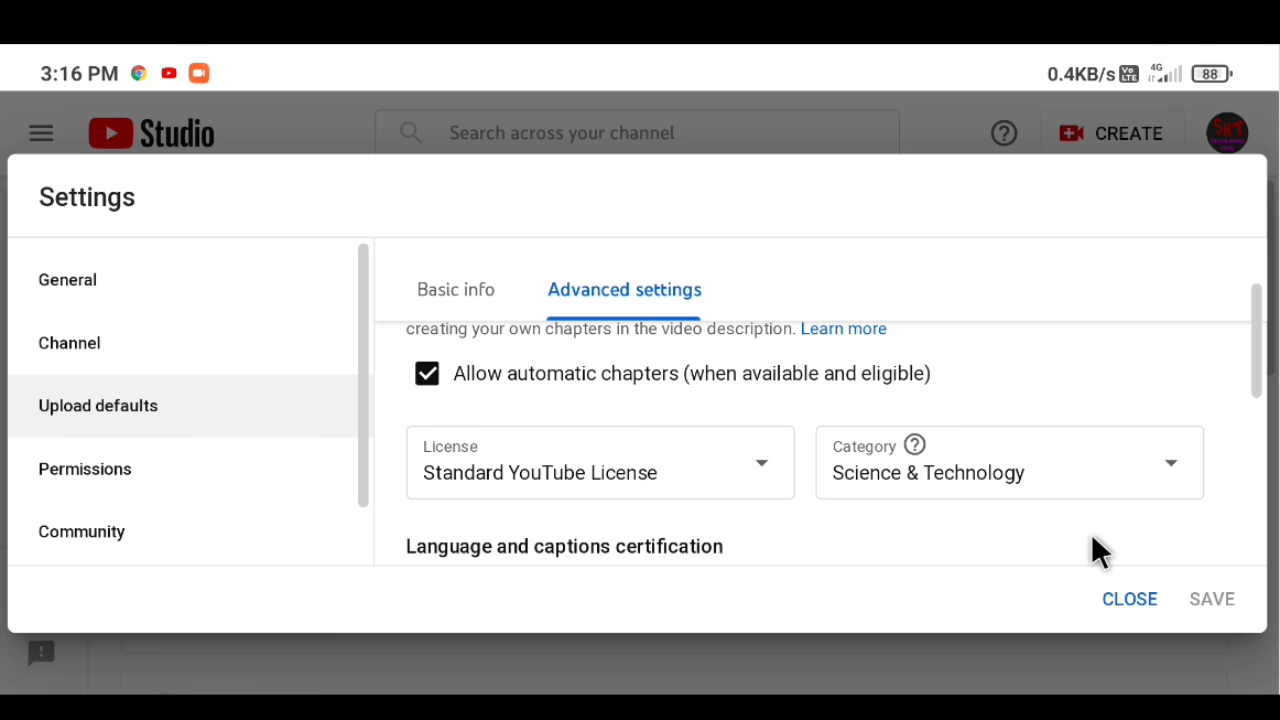 3:16 PM
0.4KB/s Vo LTE 4G 88
Studio
Search across your channel
CREATE
Settings
General
Channel
Upload defaults
Permissions
Community
Basic info
Advanced settings
creating your own chapters in the video description. Learn more
Allow automatic chapters (when available and eligible)
License
Standard YouTube License
Category
Science & Technology
Language and captions certification
CLOSE
SAVE